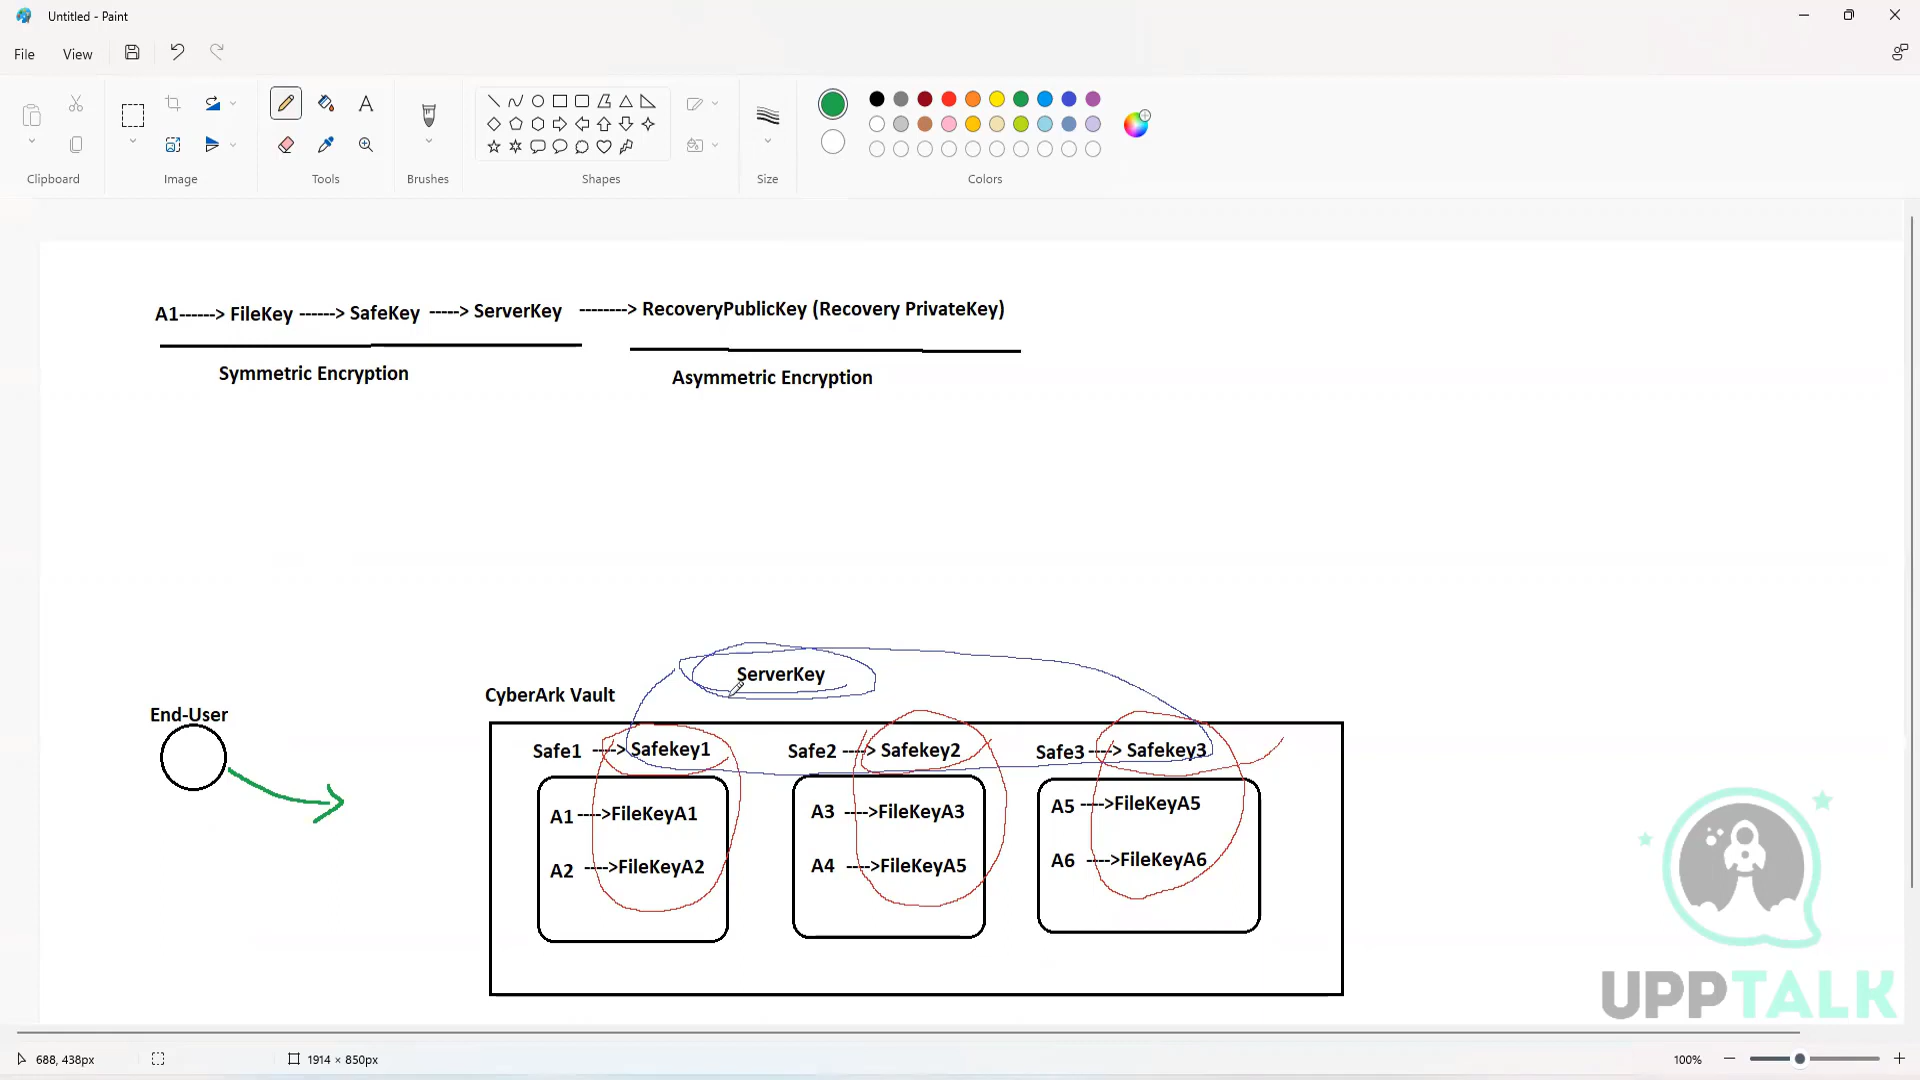 Untitled - Paint
File View
Clipboard
Image
Tools
Brushes
Shapes
Size
Colors
A1------> FileKey ------> SafeKey -----> ServerKey --------> RecoveryPublicKey (Recovery PrivateKey)
Symmetric Encryption
Asymmetric Encryption
ServerKey
CyberArk Vault
End-User
Safe1 ----> Safekey1
Safe2 ----> Safekey2
Safe3 ----> Safekey3
A1 ---->FileKeyA1
A3 ---->FileKeyA3
A5 ---->FileKeyA5
A2 ---->FileKeyA2
A4 ---->FileKeyA5
A6 ---->FileKeyA6
UPPTALK
688, 438px
1914 × 850px
100%